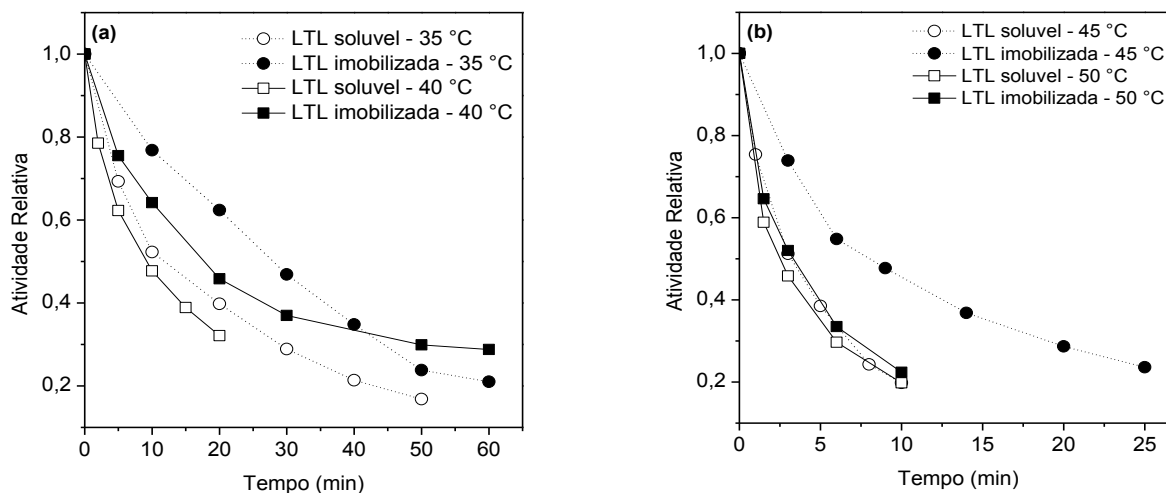 (a)
LTL soluvel - 35 °C
LTL imobilizada - 35 °C
LTL soluvel - 40 °C
LTL imobilizada - 40 °C
1,0
0,8
0,6
0,4
0,2
Atividade Relativa
0 10 20 30 40 50 60
Tempo (min)
(b)
LTL soluvel - 45 °C
LTL imobilizada - 45 °C
LTL soluvel - 50 °C
LTL imobilizada - 50 °C
1,0
0,8
0,6
0,4
0,2
Atividade Relativa
0 5 10 15 20 25
Tempo (min)